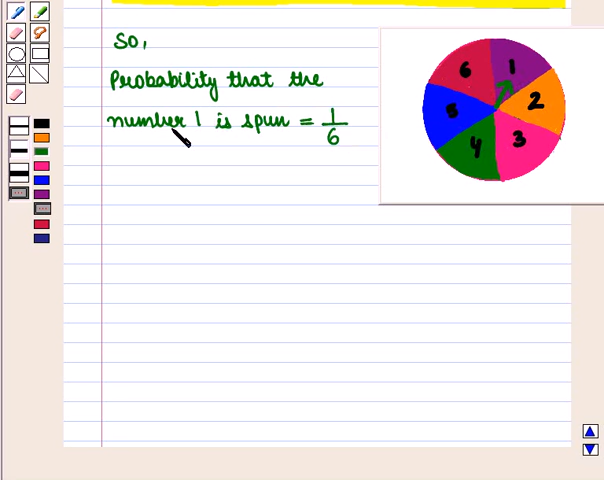 So,
Probability that the
number 1 is spun = 1/6
6 1
5 2
4 3